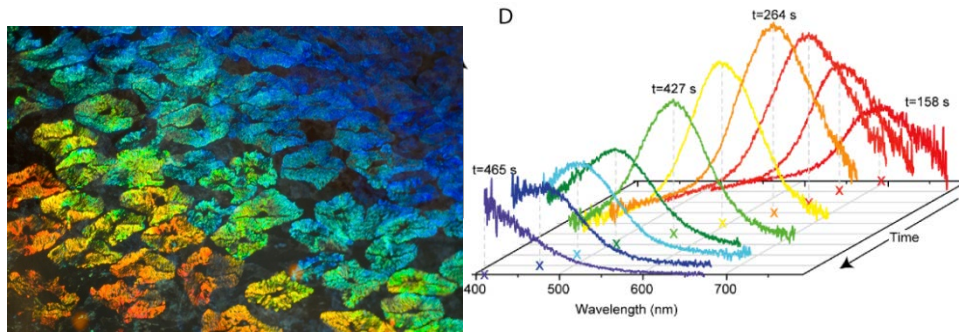 D
t=264 s
t=427 s
t=158 s
t=465 s
Time
400 500 600 700
Wavelength (nm)